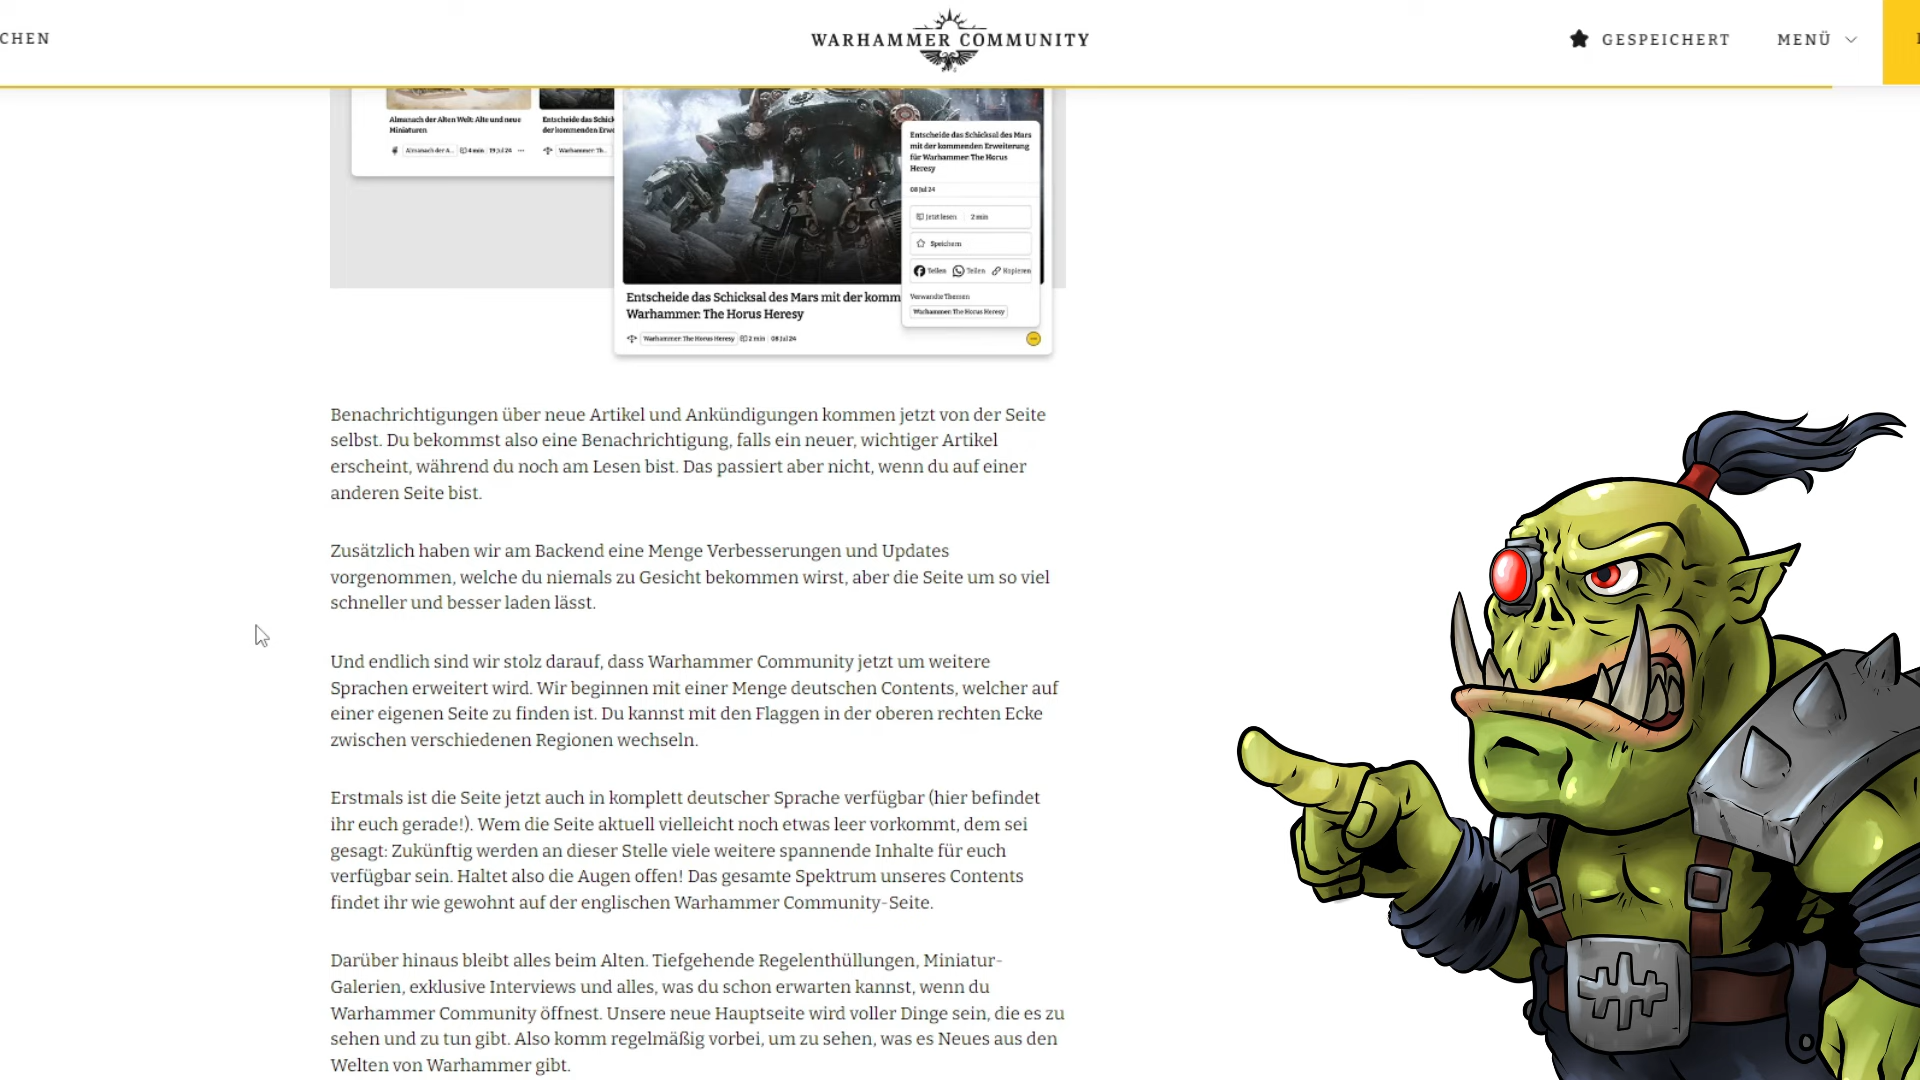 CHEN
WARHAMMER COMMUNITY
GESPEICHERT
MENÜ
Almanach der Alten Welt: Alte und neue
Miniaturen
Almanach der A...
4 min
19 Jul 24
Entscheide das Schick
der kommenden Erwe
Warhammer: Th...
Entscheide das Schicksal des Mars
mit der kommenden Erweiterung
für Warhammer: The Horus
Heresy
08 Jul 24
Jetzt lesen
2 min
Speichern
Teilen
Teilen
Kopieren
Verwandte Themen
Warhammer: The Horus Heresy
Entscheide das Schicksal des Mars mit der komm
Warhammer: The Horus Heresy
Warhammer: The Horus Heresy
2 min
08 Jul 24
Benachrichtigungen über neue Artikel und Ankündigungen kommen jetzt von der Seite
selbst. Du bekommst also eine Benachrichtigung, falls ein neuer, wichtiger Artikel
erscheint, während du noch am Lesen bist. Das passiert aber nicht, wenn du auf einer
anderen Seite bist.
Zusätzlich haben wir am Backend eine Menge Verbesserungen und Updates
vorgenommen, welche du niemals zu Gesicht bekommen wirst, aber die Seite um so viel
schneller und besser laden lässt.
Und endlich sind wir stolz darauf, dass Warhammer Community jetzt um weitere
Sprachen erweitert wird. Wir beginnen mit einer Menge deutschen Contents, welcher auf
einer eigenen Seite zu finden ist. Du kannst mit den Flaggen in der oberen rechten Ecke
zwischen verschiedenen Regionen wechseln.
Erstmals ist die Seite jetzt auch in komplett deutscher Sprache verfügbar (hier befindet
ihr euch gerade!). Wem die Seite aktuell vielleicht noch etwas leer vorkommt, dem sei
gesagt: Zukünftig werden an dieser Stelle viele weitere spannende Inhalte für euch
verfügbar sein. Haltet also die Augen offen! Das gesamte Spektrum unseres Contents
findet ihr wie gewohnt auf der englischen Warhammer Community-Seite.
Darüber hinaus bleibt alles beim Alten. Tiefgehende Regelenthüllungen, Miniatur-
Galerien, exklusive Interviews und alles, was du schon erwarten kannst, wenn du
Warhammer Community öffnest. Unsere neue Hauptseite wird voller Dinge sein, die es zu
sehen und zu tun gibt. Also komm regelmäßig vorbei, um zu sehen, was es Neues aus den
Welten von Warhammer gibt.